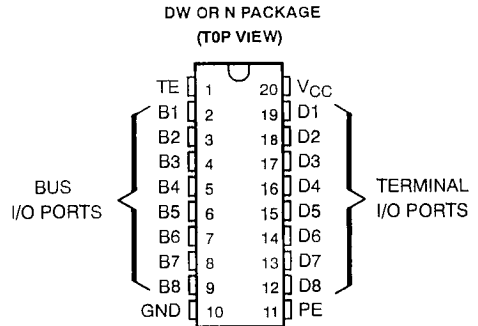 DW OR N PACKAGE
(TOP VIEW)
TE 1 20 VCC
B1 2 19 D1
B2 3 18 D2
B3 4 17 D3
B4 5 16 D4
BUS
I/O PORTS
TERMINAL
I/O PORTS
B5 6 15 D5
B6 7 14 D6
B7 8 13 D7
B8 9 12 D8
GND 10 11 PE